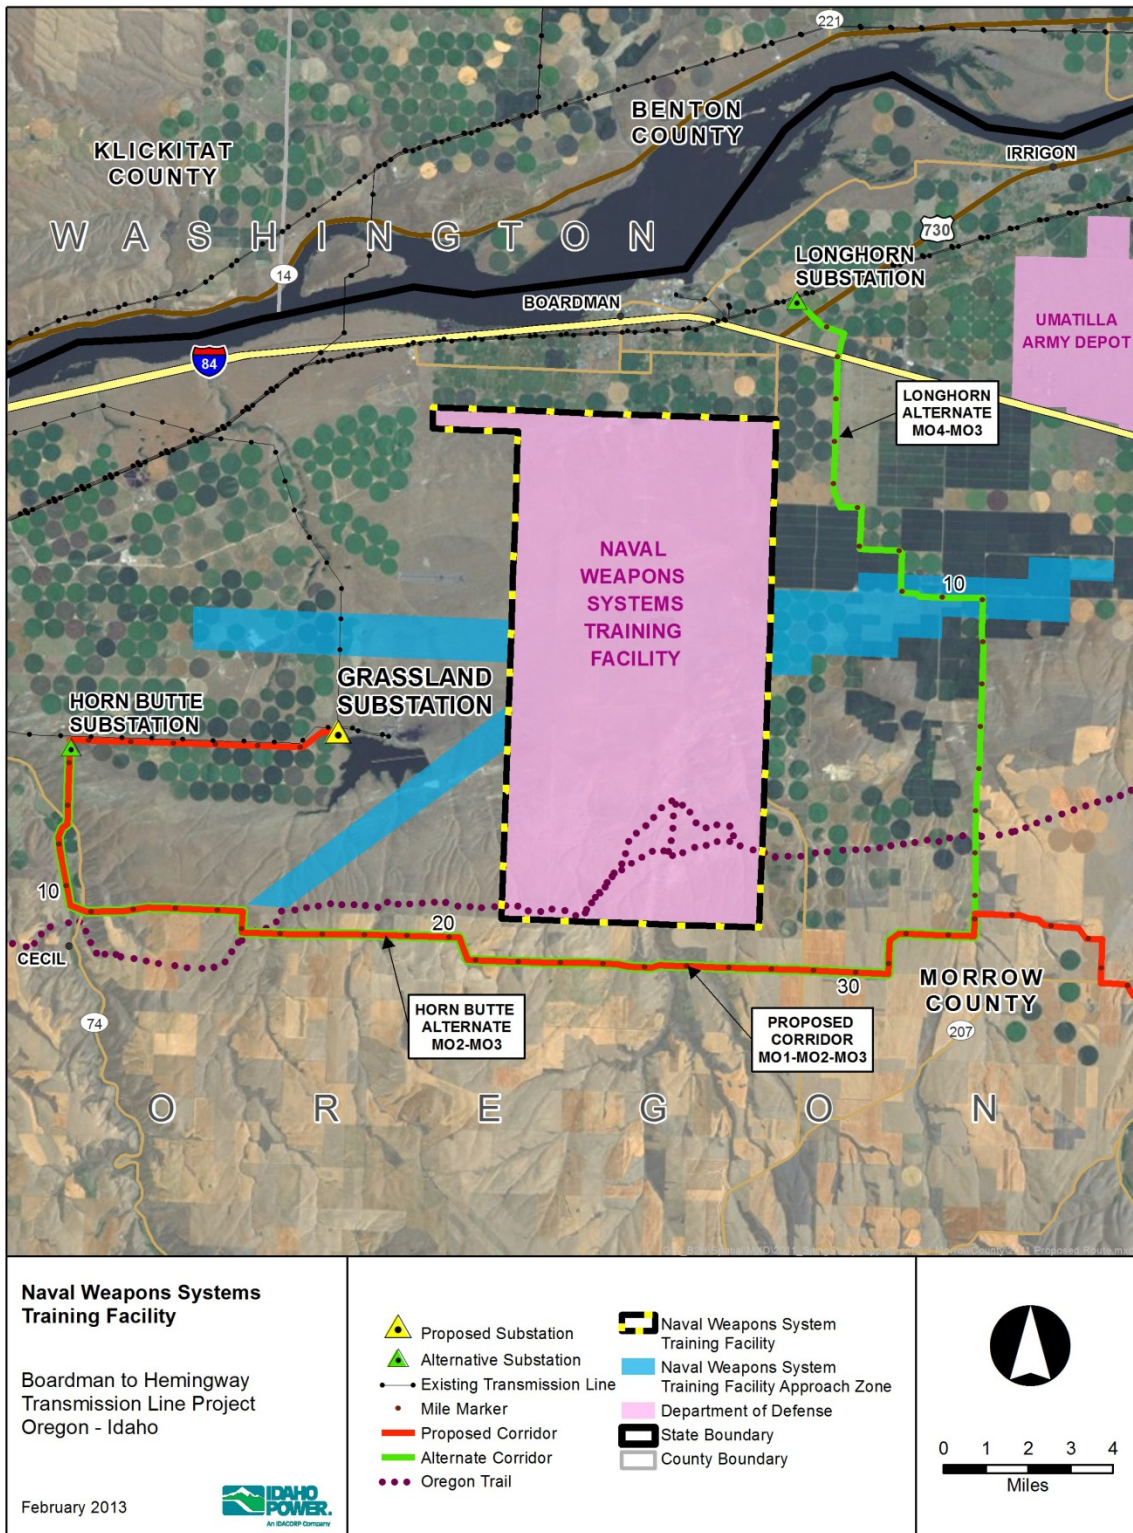 221
BENTON
COUNTY
KLICKITAT
COUNTY
IRRIGON
WASHINGTON
730
14
LONGHORN
SUBSTATION
BOARDMAN
UMATILLA
ARMY DEPOT
84
LONGHORN
ALTERNATE
MO4-MO3
NAVAL
WEAPONS
SYSTEMS
TRAINING
FACILITY
10
GRASSLAND
SUBSTATION
HORN BUTTE
SUBSTATION
10
20
CECIL
30
MORROW
COUNTY
HORN BUTTE
ALTERNATE
MO2-MO3
PROPOSED
CORRIDOR
MO1-MO2-MO3
74
207
OREGON
Naval Weapons Systems
Training Facility
Boardman to Hemingway
Transmission Line Project
Oregon - Idaho
February 2013
IDAHO
POWER.
An IDACORP Company
Proposed Substation
Alternative Substation
Existing Transmission Line
Mile Marker
Proposed Corridor
Alternate Corridor
Oregon Trail
Naval Weapons System
Training Facility
Naval Weapons System
Training Facility Approach Zone
Department of Defense
State Boundary
County Boundary
0 1 2 3 4
Miles